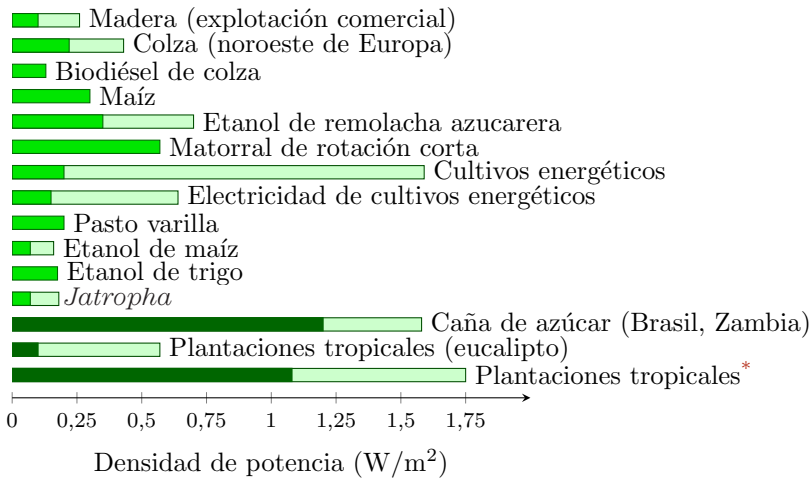 Madera (explotación comercial)
Colza (noroeste de Europa)
Biodiésel de colza
Maíz
Etanol de remolacha azucarera
Matorral de rotación corta
Cultivos energéticos
Electricidad de cultivos energéticos
Pasto varilla
Etanol de maíz
Etanol de trigo
Jatropha
Caña de azúcar (Brasil, Zambia)
Plantaciones tropicales (eucalipto)
Plantaciones tropicales*
0 0,25 0,5 0,75 1 1,25 1,5 1,75
Densidad de potencia (W/m²)